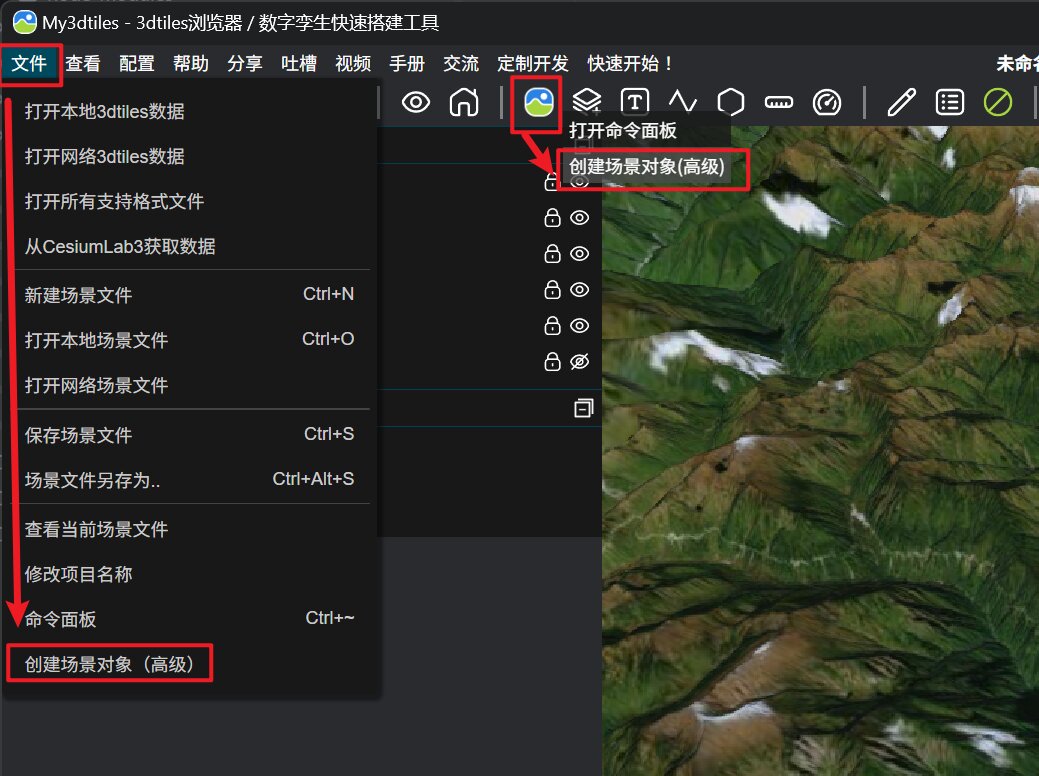 My3dtiles - 3dtiles浏览器 / 数字孪生快速搭建工具
文件 查看 配置 帮助 分享 吐槽 视频 手册 交流 定制开发 快速开始！ 未命名
打开命令面板
创建场景对象(高级)
打开本地3dtiles数据
打开网络3dtiles数据
打开所有支持格式文件
从CesiumLab3获取数据
新建场景文件 Ctrl+N
打开本地场景文件 Ctrl+O
打开网络场景文件
保存场景文件 Ctrl+S
场景文件另存为.. Ctrl+Alt+S
查看当前场景文件
修改项目名称
命令面板 Ctrl+~
创建场景对象（高级）